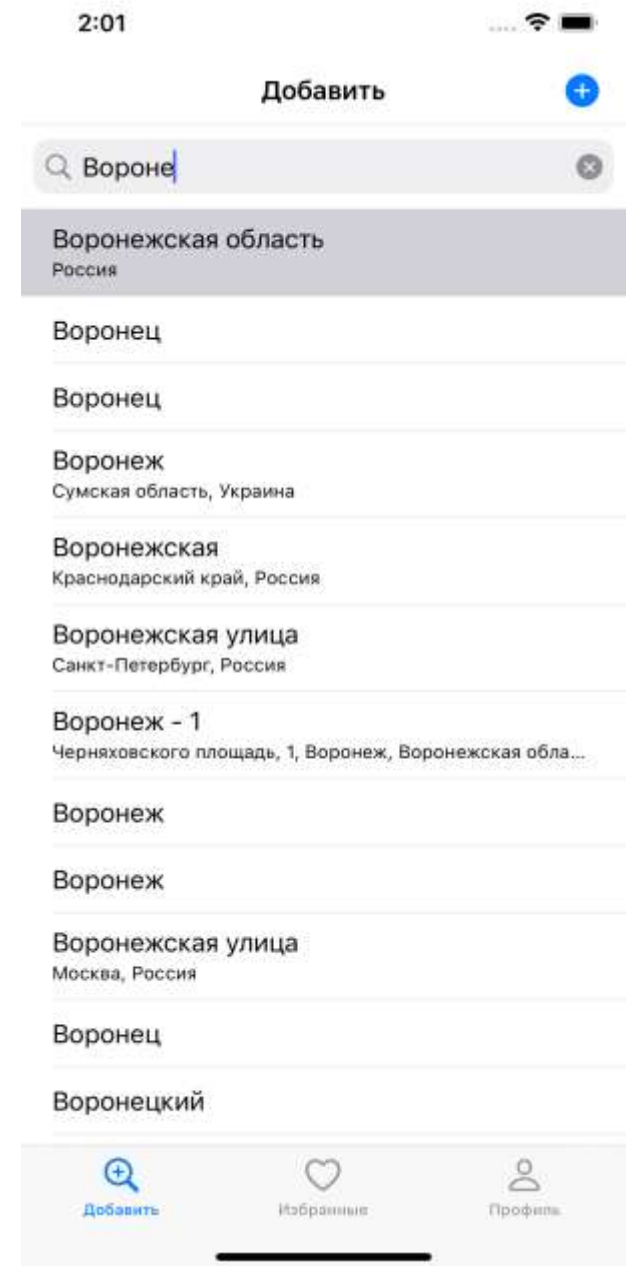 2:01
Добавить
Вороне
Воронежская область
Россия
Воронец
Воронец
Воронеж
Сумская область, Украина
Воронежская
Краснодарский край, Россия
Воронежская улица
Санкт-Петербург, Россия
Воронеж - 1
Черняховского площадь, 1, Воронеж, Воронежская обла...
Воронеж
Воронеж
Воронежская улица
Москва, Россия
Воронец
Воронецкий
Добавить Избранные Профиль